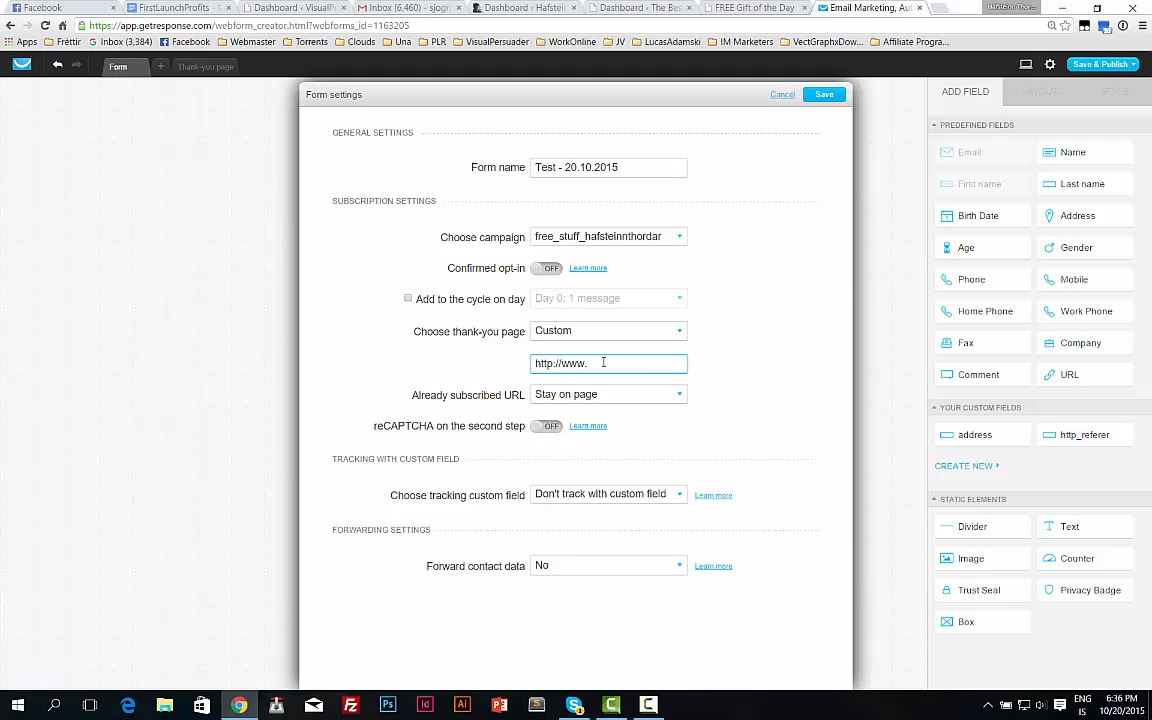 Facebook
FirstLaunchProfits - G
Dashboard ‹ VisualP
Inbox (6,460) - sjogr
Dashboard ‹ Hafstein
Dashboard ‹ The Bes
FREE Gift of the Day
Email Marketing, Aut
HafsteinnThor...
https://app.getresponse.com/webform_creator.html?webforms_id=1163205
Apps
Fréttir
Inbox (3,384)
Facebook
Webmaster
Torrents
Clouds
Una
PLR
VisualPersuader
WorkOnline
JV
LucasAdamski
IM Marketers
VectGraphxDow...
Affiliate Progra...
Form
Thank-you page
Save & Publish
Form settings
Cancel
Save
ADD FIELD
LAYOUT
STYLE
GENERAL SETTINGS
Form name
Test - 20.10.2015
SUBSCRIPTION SETTINGS
Choose campaign
free_stuff_hafsteinnthordar
Confirmed opt-in
OFF
Learn more
Add to the cycle on day
Day 0: 1 message
Choose thank-you page
Custom
http://www.
Already subscribed URL
Stay on page
reCAPTCHA on the second step
OFF
Learn more
TRACKING WITH CUSTOM FIELD
Choose tracking custom field
Don't track with custom field
Learn more
FORWARDING SETTINGS
Forward contact data
No
Learn more
PREDEFINED FIELDS
Email
Name
First name
Last name
Birth Date
Address
Age
Gender
Phone
Mobile
Home Phone
Work Phone
Fax
Company
Comment
URL
YOUR CUSTOM FIELDS
address
http_referer
CREATE NEW
STATIC ELEMENTS
Divider
Text
Image
Counter
Trust Seal
Privacy Badge
Box
ENG
IS
6:36 PM
10/20/2015